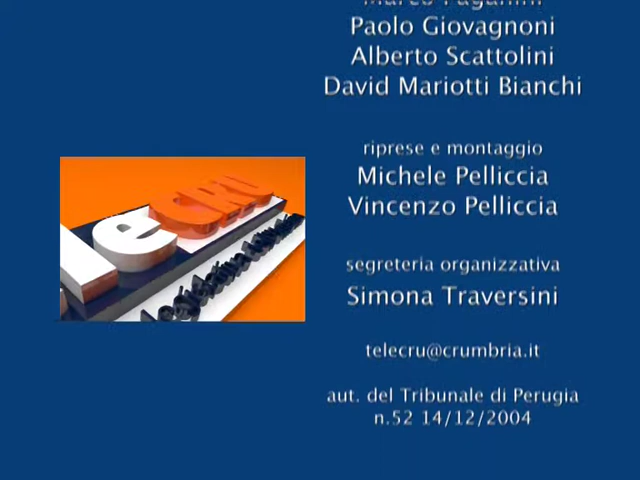 Paolo Giovagnoni
Alberto Scattolini
David Mariotti Bianchi
riprese e montaggio
Michele Pelliccia
Vincenzo Pelliccia
segreteria organizzativa
Simona Traversini
telecru@crumbria.it
aut. del Tribunale di Perugia
n.52 14/12/2004
leCRU